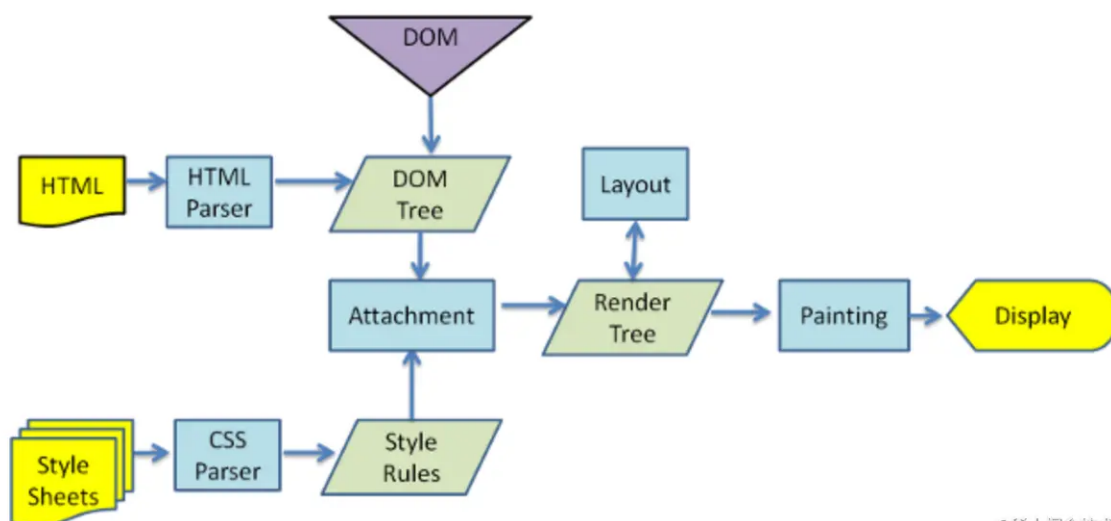 DOM
HTML
HTML
Parser
DOM
Tree
Layout
Attachment
Render
Tree
Painting
Display
Style
Sheets
CSS
Parser
Style
Rules